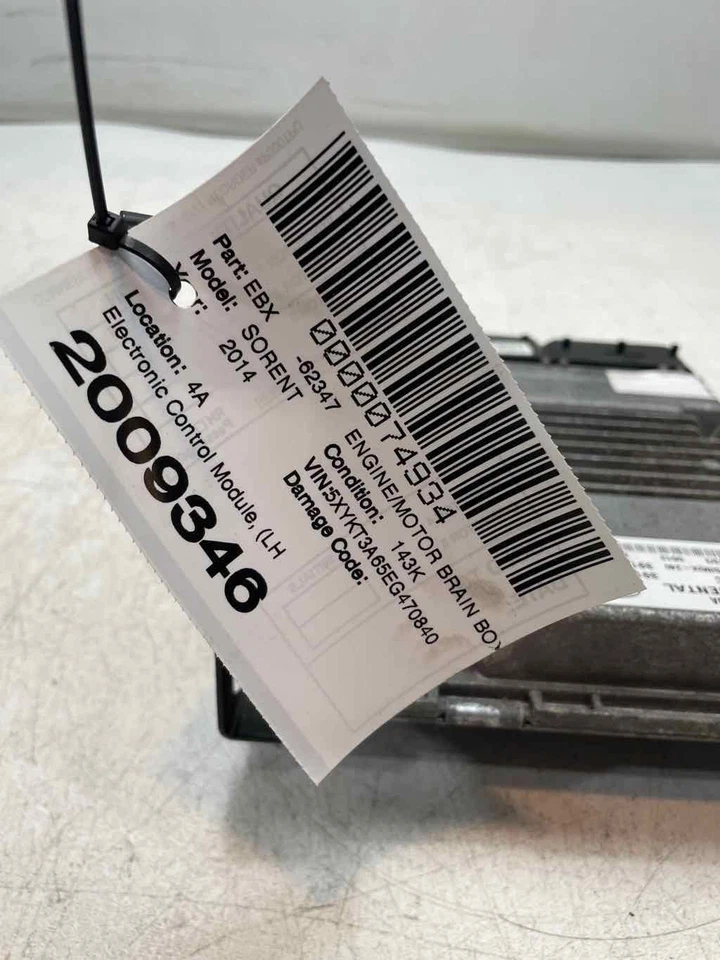 0000074934
Part: EBX -62347 ENGINE/MOTOR BRAIN BOX
Model: SORENT Condition: 143K
Year: 2014 VIN:5XYKT3A65EG470840
Damage Code:
Location: 4A
Electronic Control Module, (LH
2009346